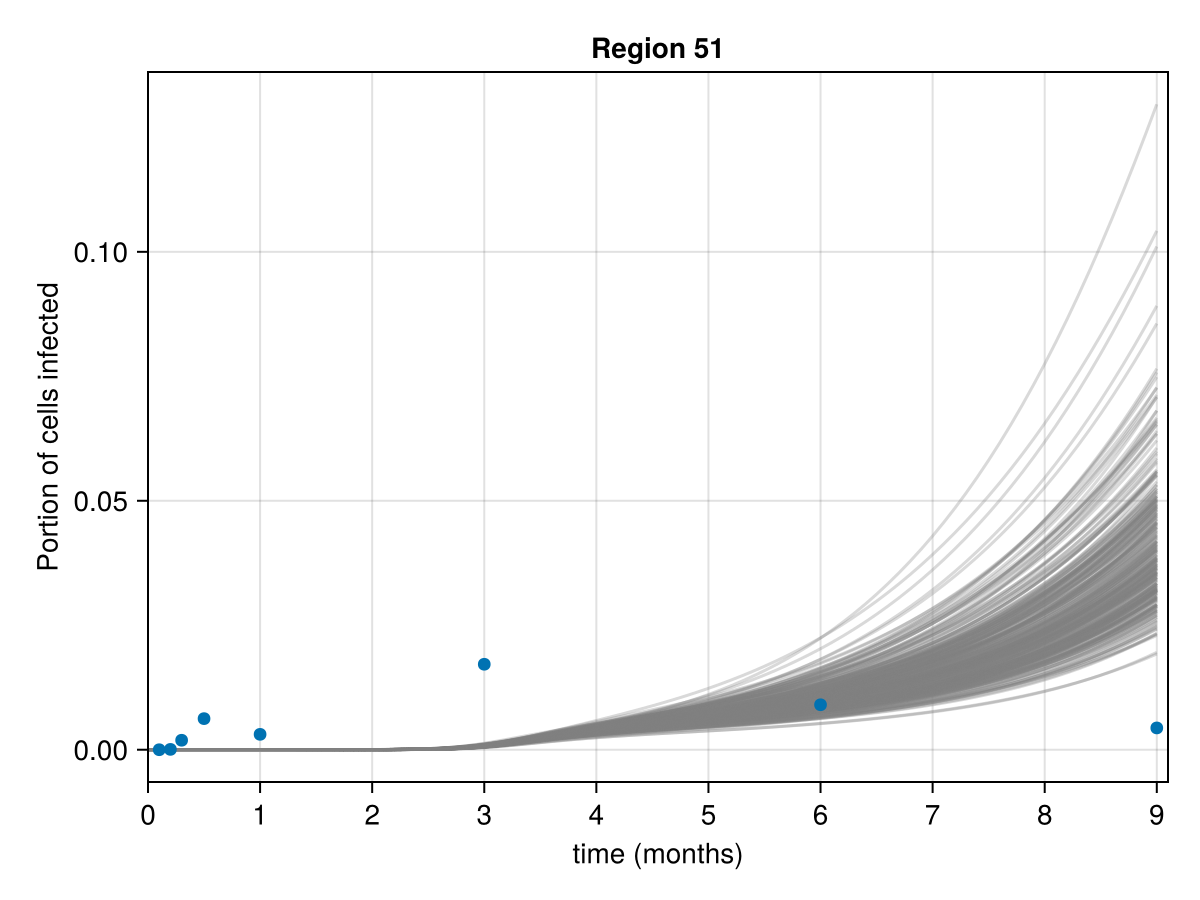 Region 51
Portion of cells infected
0.10
0.05
0.00
0 1 2 3 4 5 6 7 8 9
time (months)